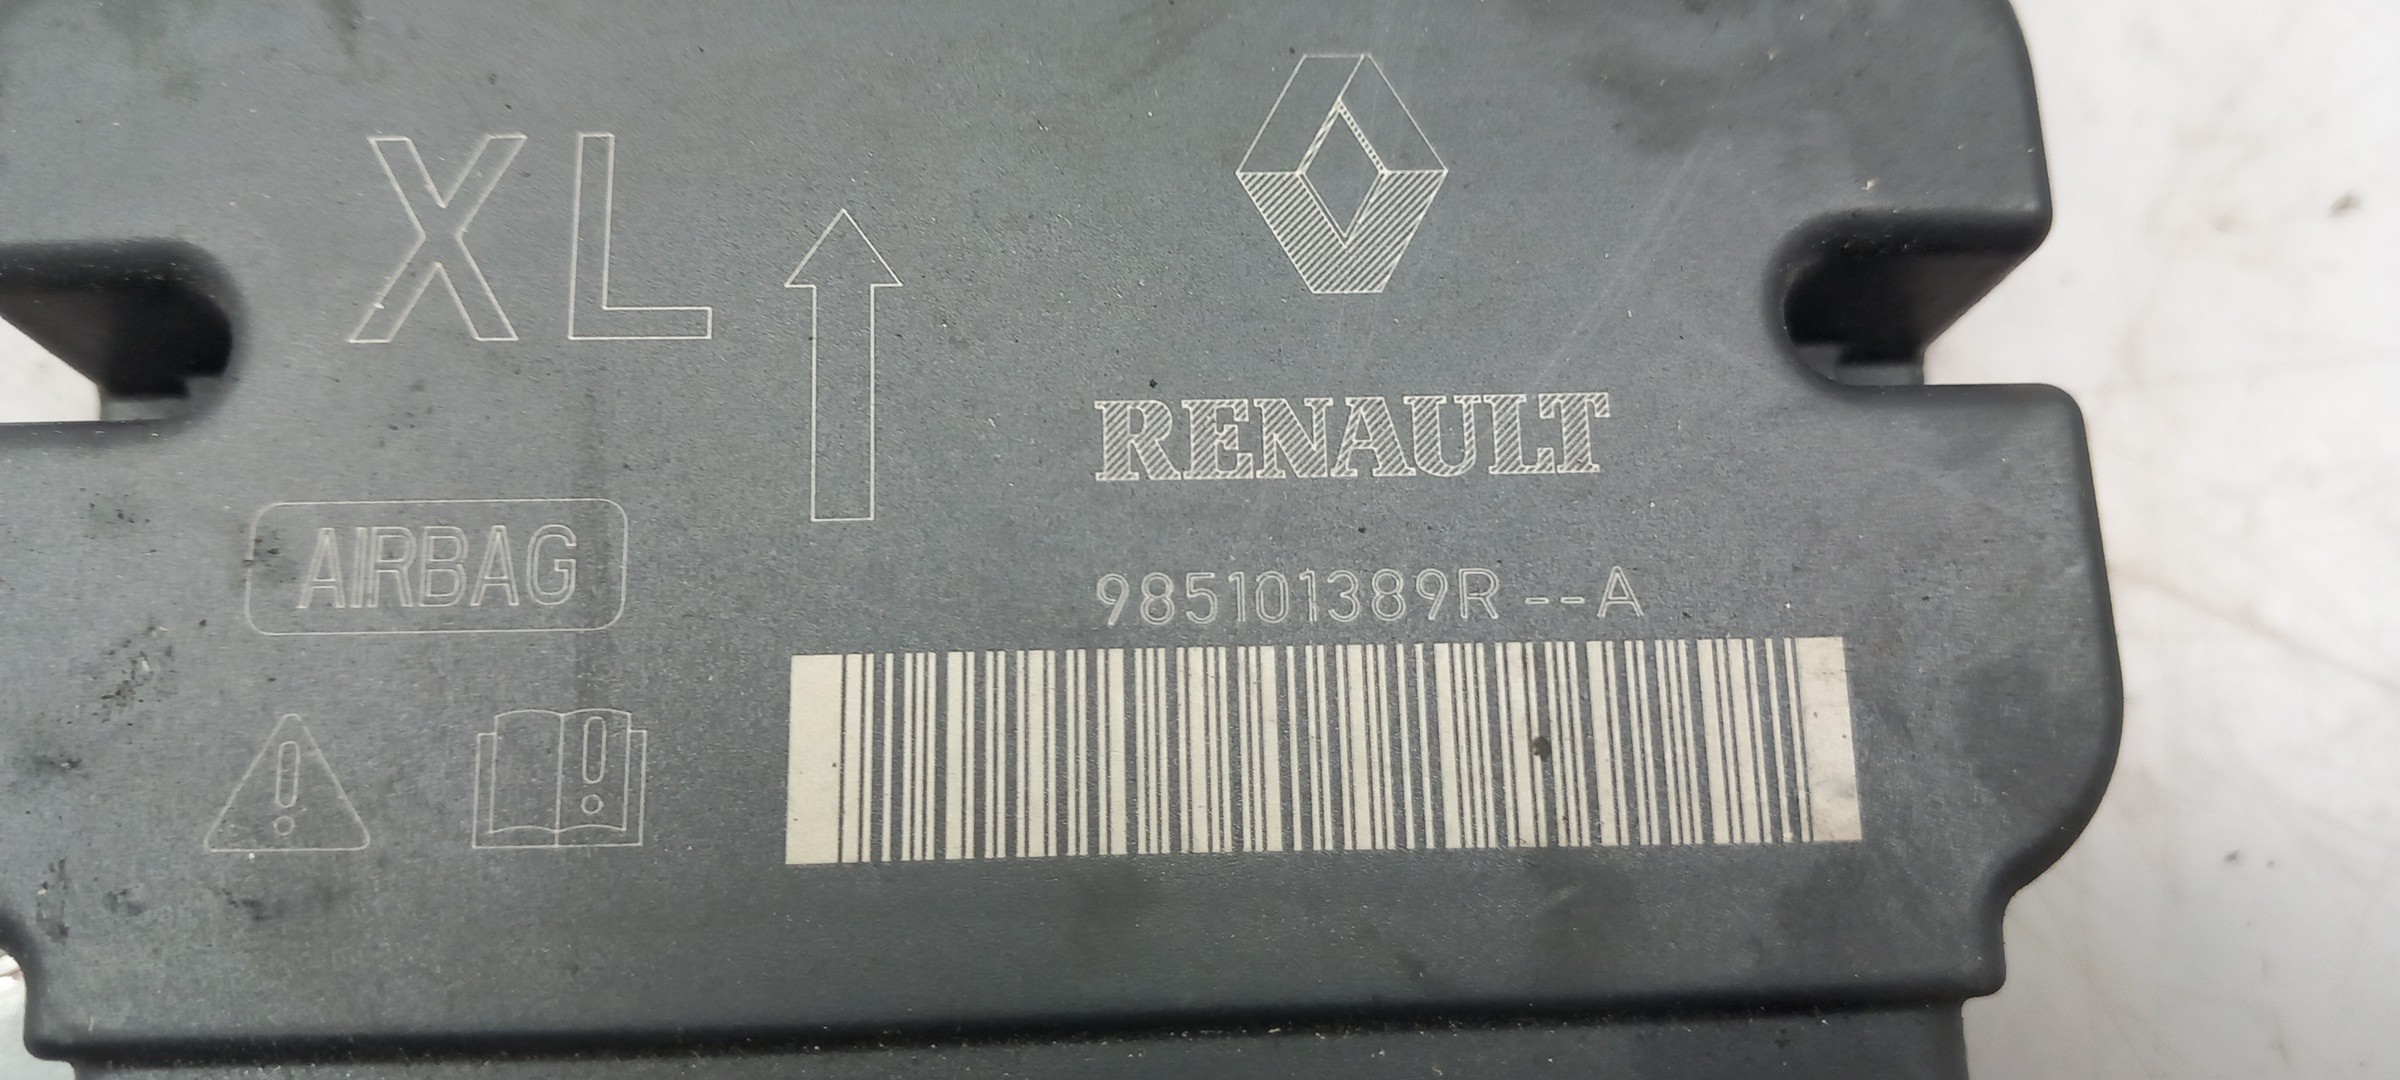 XL
RENAULT
AIRBAG
985101389R--A